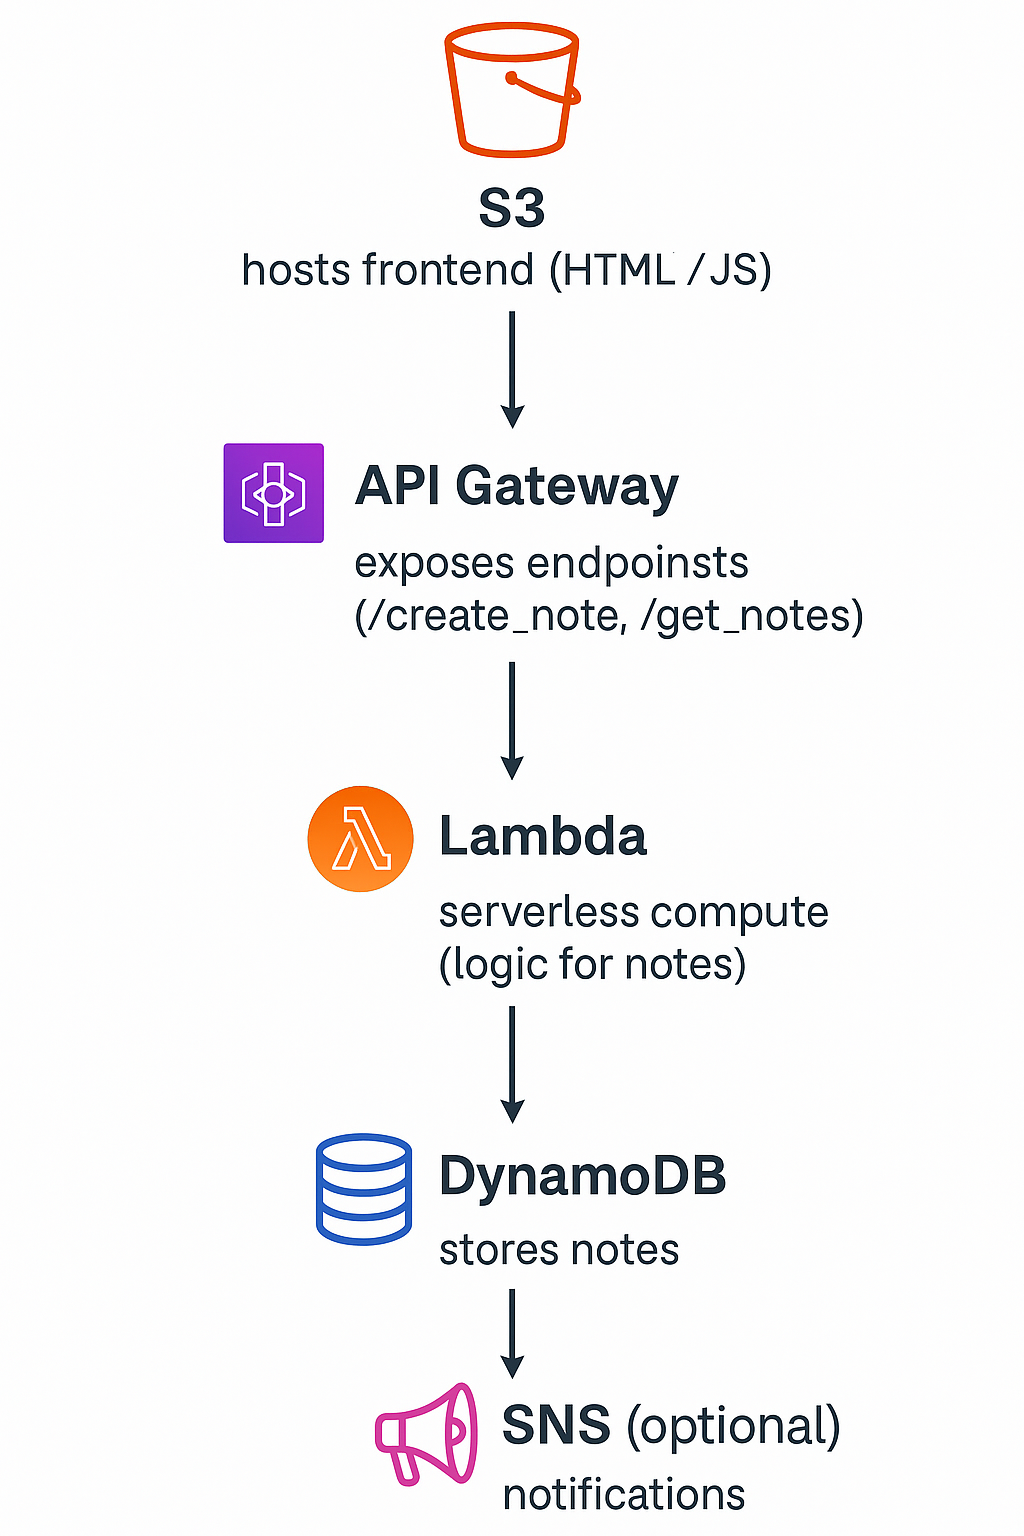 S3
hosts frontend (HTML / JS)
API Gateway
exposes endpoinsts
(/create_note, /get_notes)
Lambda
serverless compute
(logic for notes)
DynamoDB
stores notes
SNS (optional)
notifications